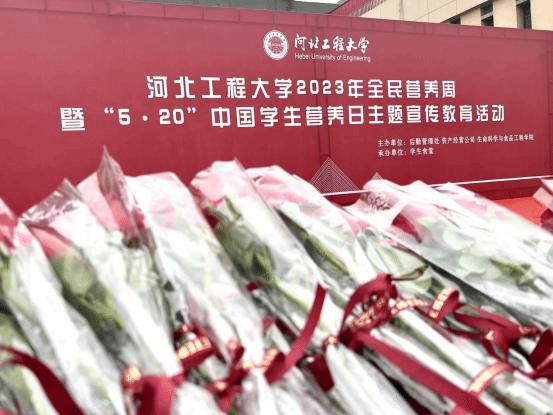 河北工程大学
Hebei University of Engineering
河北工程大学2023年全民营养周
暨“5·20”中国学生营养日主题宣传教育活动
主办单位：后勤管理处 资产经营公司 生命科学与食品工程学院
承办单位：学生食堂